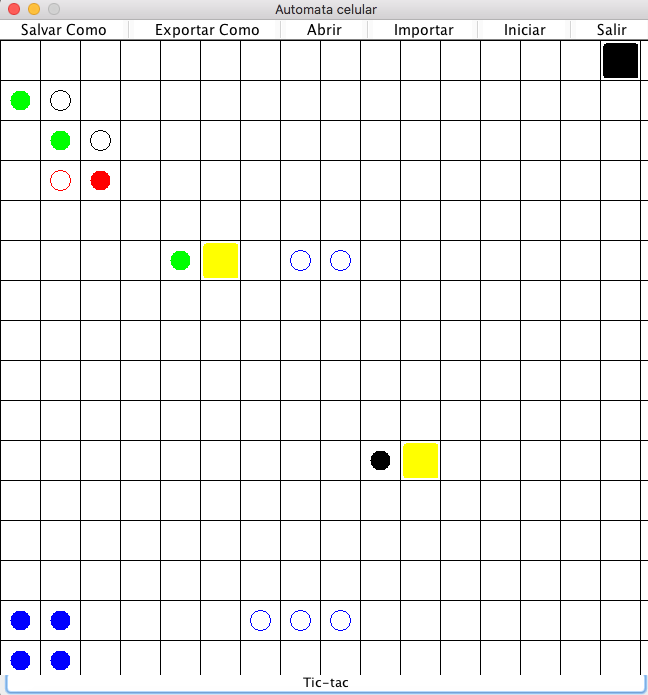 Automata celular
Salvar Como Exportar Como Abrir Importar Iniciar Salir
Tic-tac